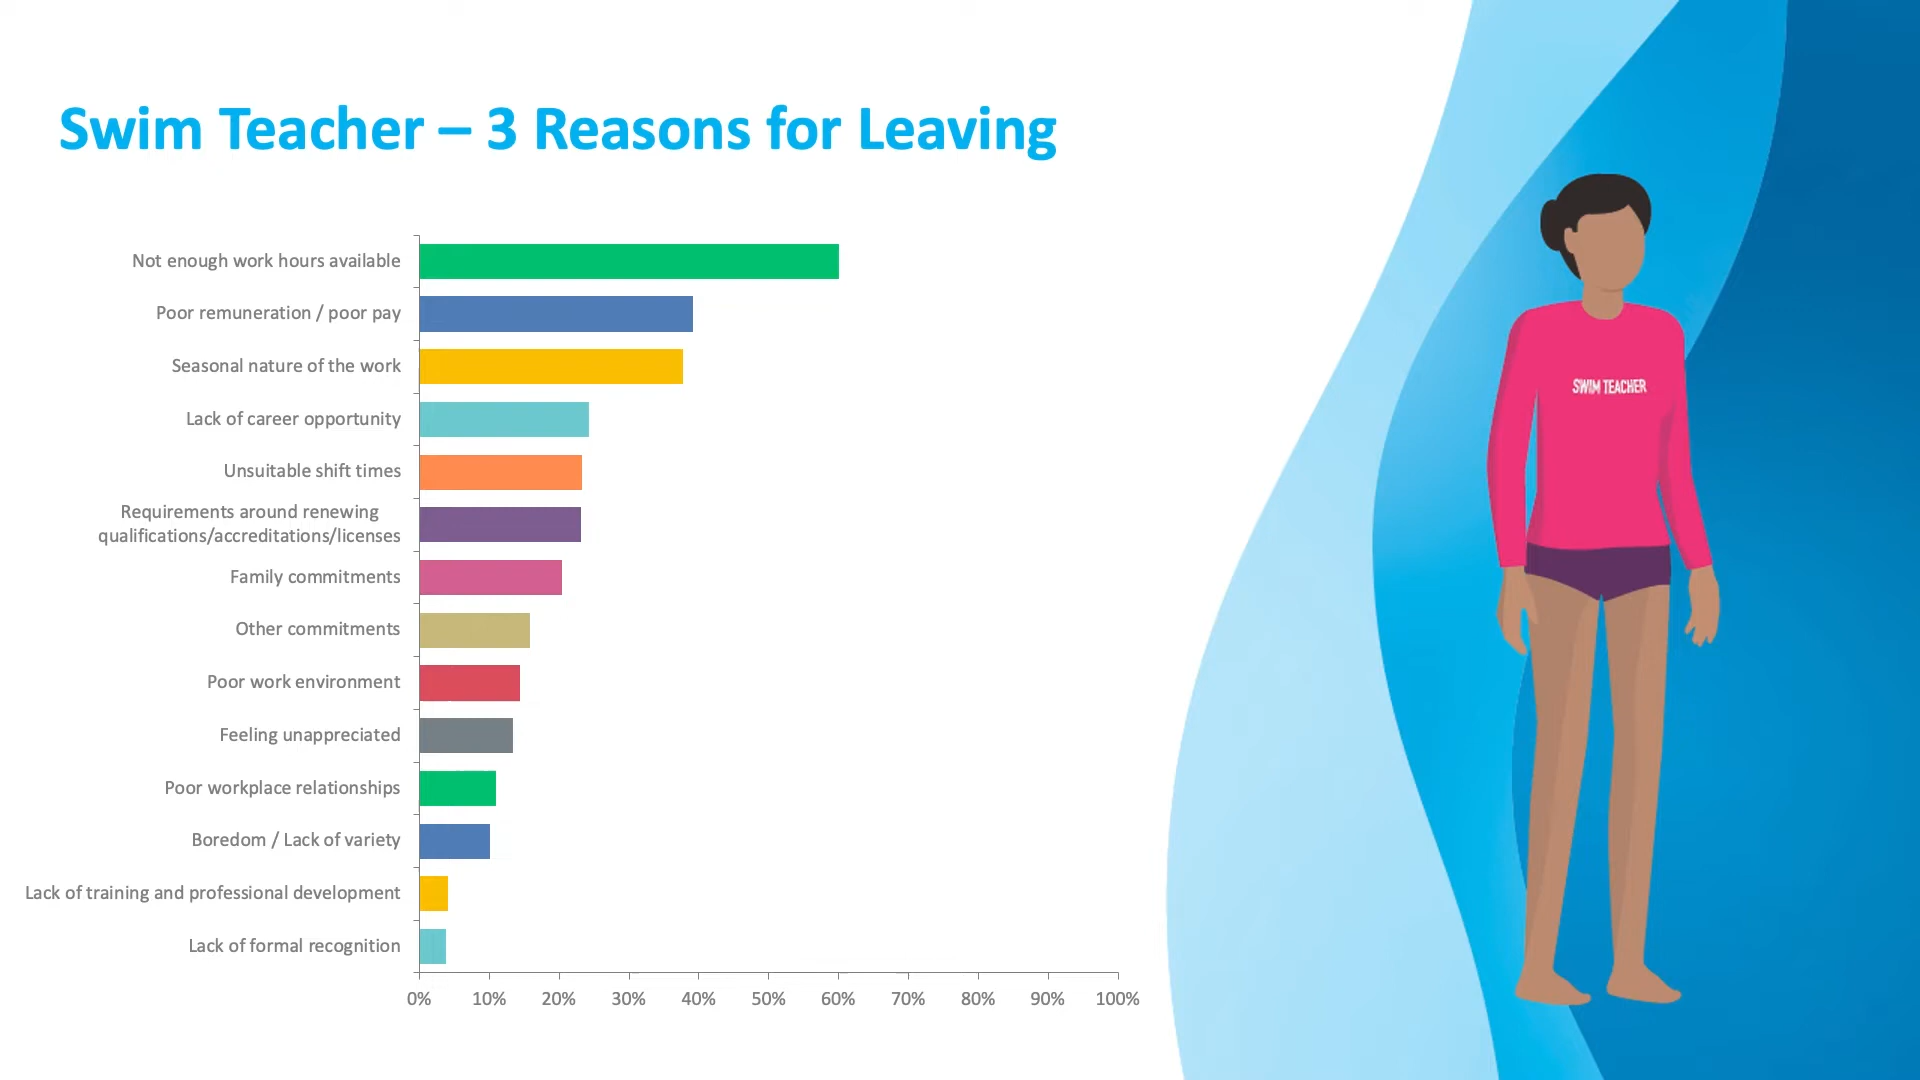 Swim Teacher – 3 Reasons for Leaving
Not enough work hours available
Poor remuneration / poor pay
Seasonal nature of the work
Lack of career opportunity
Unsuitable shift times
Requirements around renewing
qualifications/accreditations/licenses
Family commitments
Other commitments
Poor work environment
Feeling unappreciated
Poor workplace relationships
Boredom / Lack of variety
Lack of training and professional development
Lack of formal recognition
0% 10% 20% 30% 40% 50% 60% 70% 80% 90% 100%
SWIM TEACHER